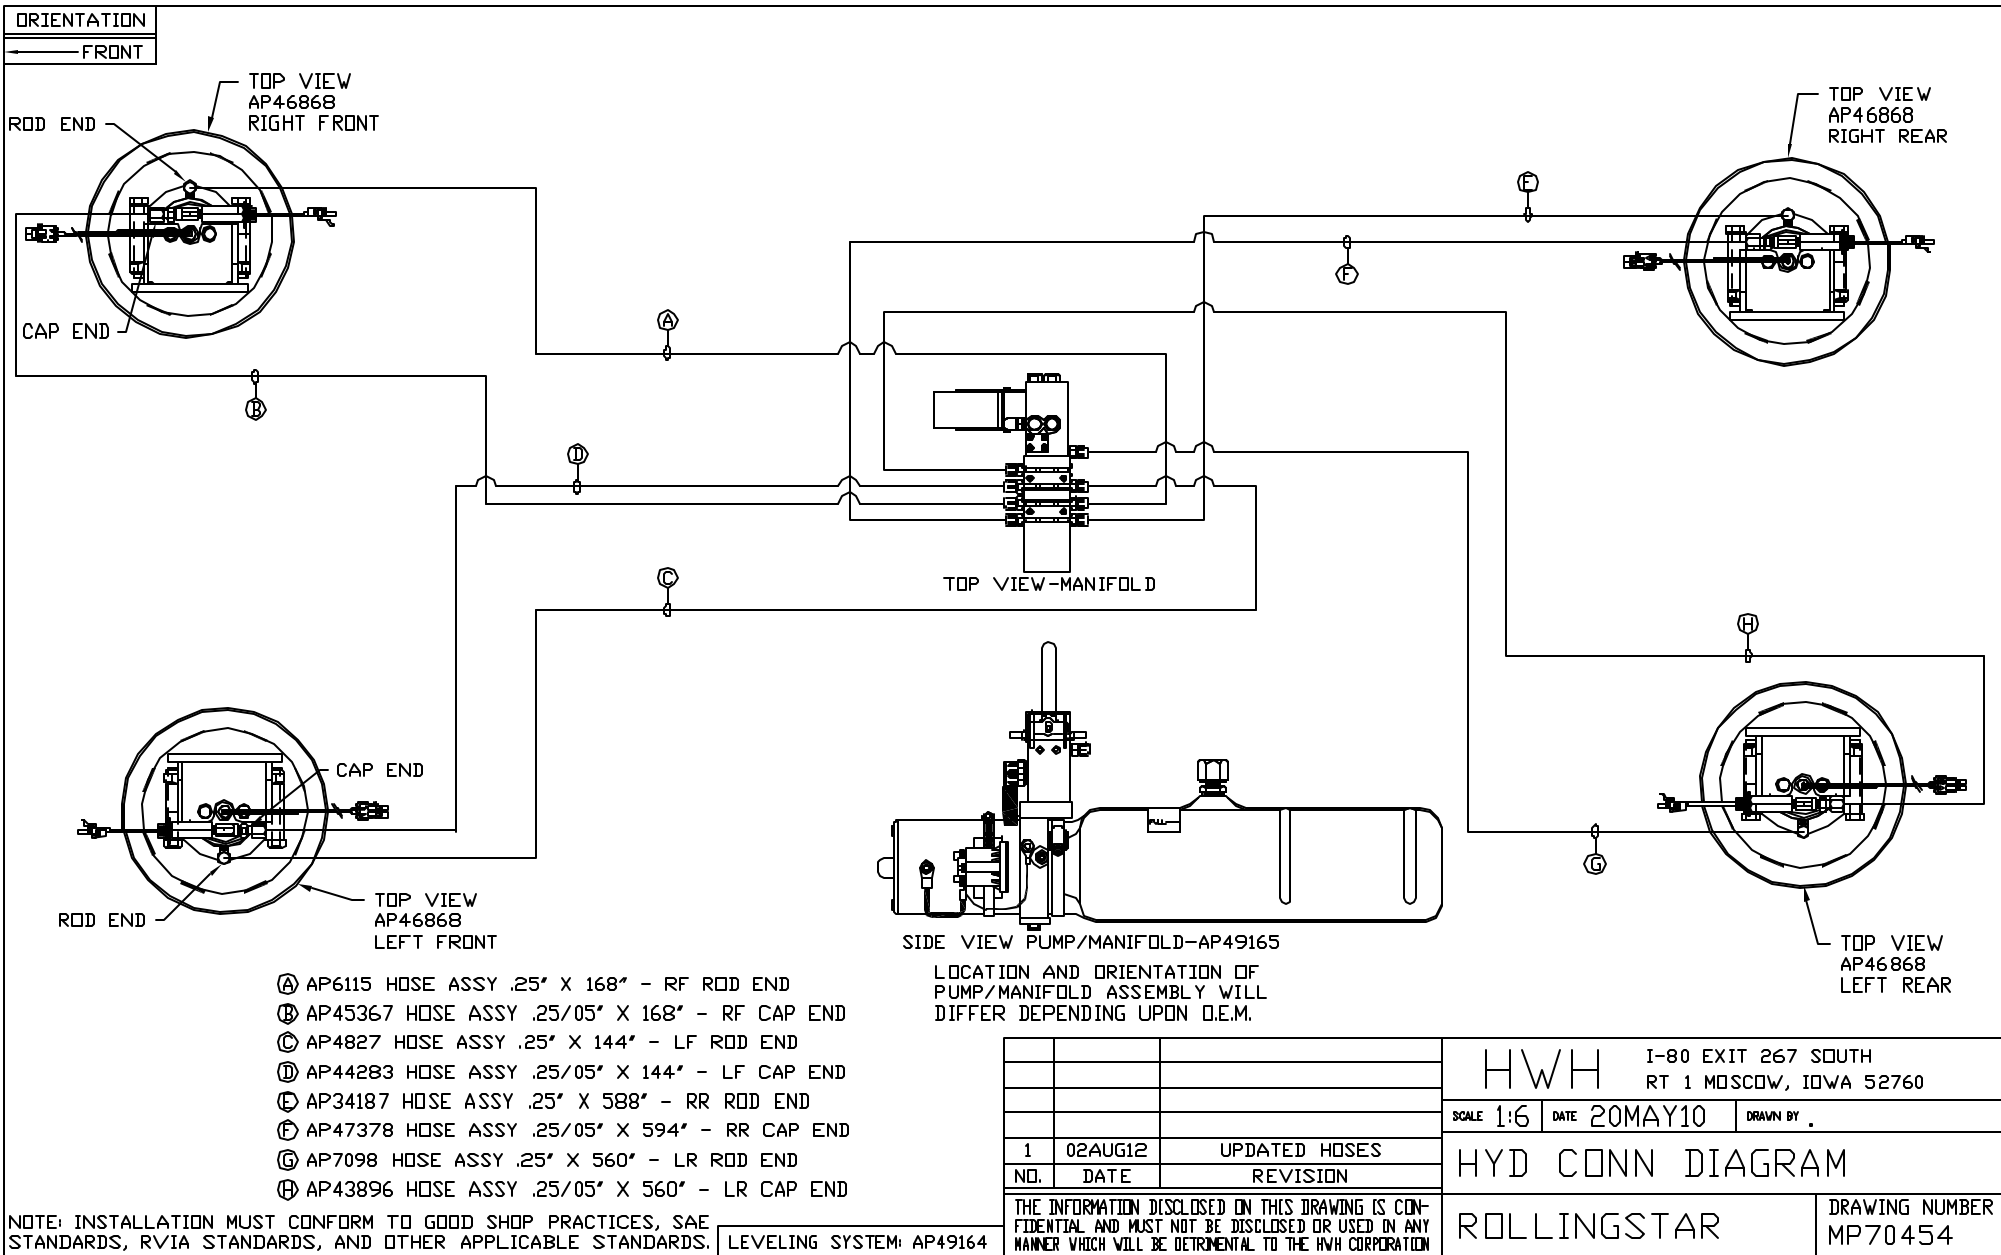 ORIENTATION
FRONT
TOP VIEW
AP46868
RIGHT FRONT
ROD END
CAP END
TOP VIEW
AP46868
RIGHT REAR
E
F
A
B
D
TOP VIEW-MANIFOLD
C
H
CAP END
ROD END
TOP VIEW
AP46868
LEFT FRONT
G
SIDE VIEW PUMP/MANIFOLD-AP49165
LOCATION AND ORIENTATION OF
PUMP/MANIFOLD ASSEMBLY WILL
DIFFER DEPENDING UPON O.E.M.
TOP VIEW
AP46868
LEFT REAR
A AP6115 HOSE ASSY .25" X 168" - RF ROD END
B AP45367 HOSE ASSY .25/05" X 168" - RF CAP END
C AP4827 HOSE ASSY .25" X 144" - LF ROD END
D AP44283 HOSE ASSY .25/05" X 144" - LF CAP END
E AP34187 HOSE ASSY .25" X 588" - RR ROD END
F AP47378 HOSE ASSY .25/05" X 594" - RR CAP END
G AP7098 HOSE ASSY .25" X 560" - LR ROD END
H AP43896 HOSE ASSY .25/05" X 560" - LR CAP END
NOTE: INSTALLATION MUST CONFORM TO GOOD SHOP PRACTICES, SAE
STANDARDS, RVIA STANDARDS, AND OTHER APPLICABLE STANDARDS.
LEVELING SYSTEM: AP49164
1 02AUG12 UPDATED HOSES
NO. DATE REVISION
THE INFORMATION DISCLOSED ON THIS DRAWING IS CON-
FIDENTIAL AND MUST NOT BE DISCLOSED OR USED IN ANY
MANNER WHICH WILL BE DETRIMENTAL TO THE HWH CORPORATION
HWH
I-80 EXIT 267 SOUTH
RT 1 MOSCOW, IOWA 52760
SCALE 1:6 DATE 20MAY10 DRAWN BY .
HYD CONN DIAGRAM
ROLLINGSTAR
DRAWING NUMBER
MP70454